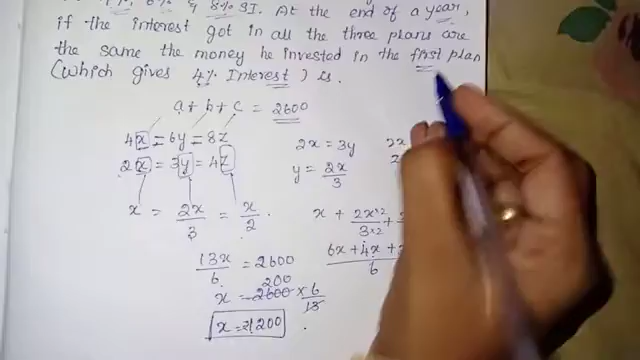 6% & 8% SI. At the end of a year,
if the interest got in all the three plans are
the same the money he invested in the first plan
(which gives 4% Interest) is.
a + b + c = 2600
4x = 6y = 8z
2x = 3y = 4z
x = 2x/3 = x/2.
13x/6 = 2600
200
x = 2600 × 6/13
x = ₹1200
2x = 3y
y = 2x/3
x + 2x×2/3×2 +
6x + 4x + /6